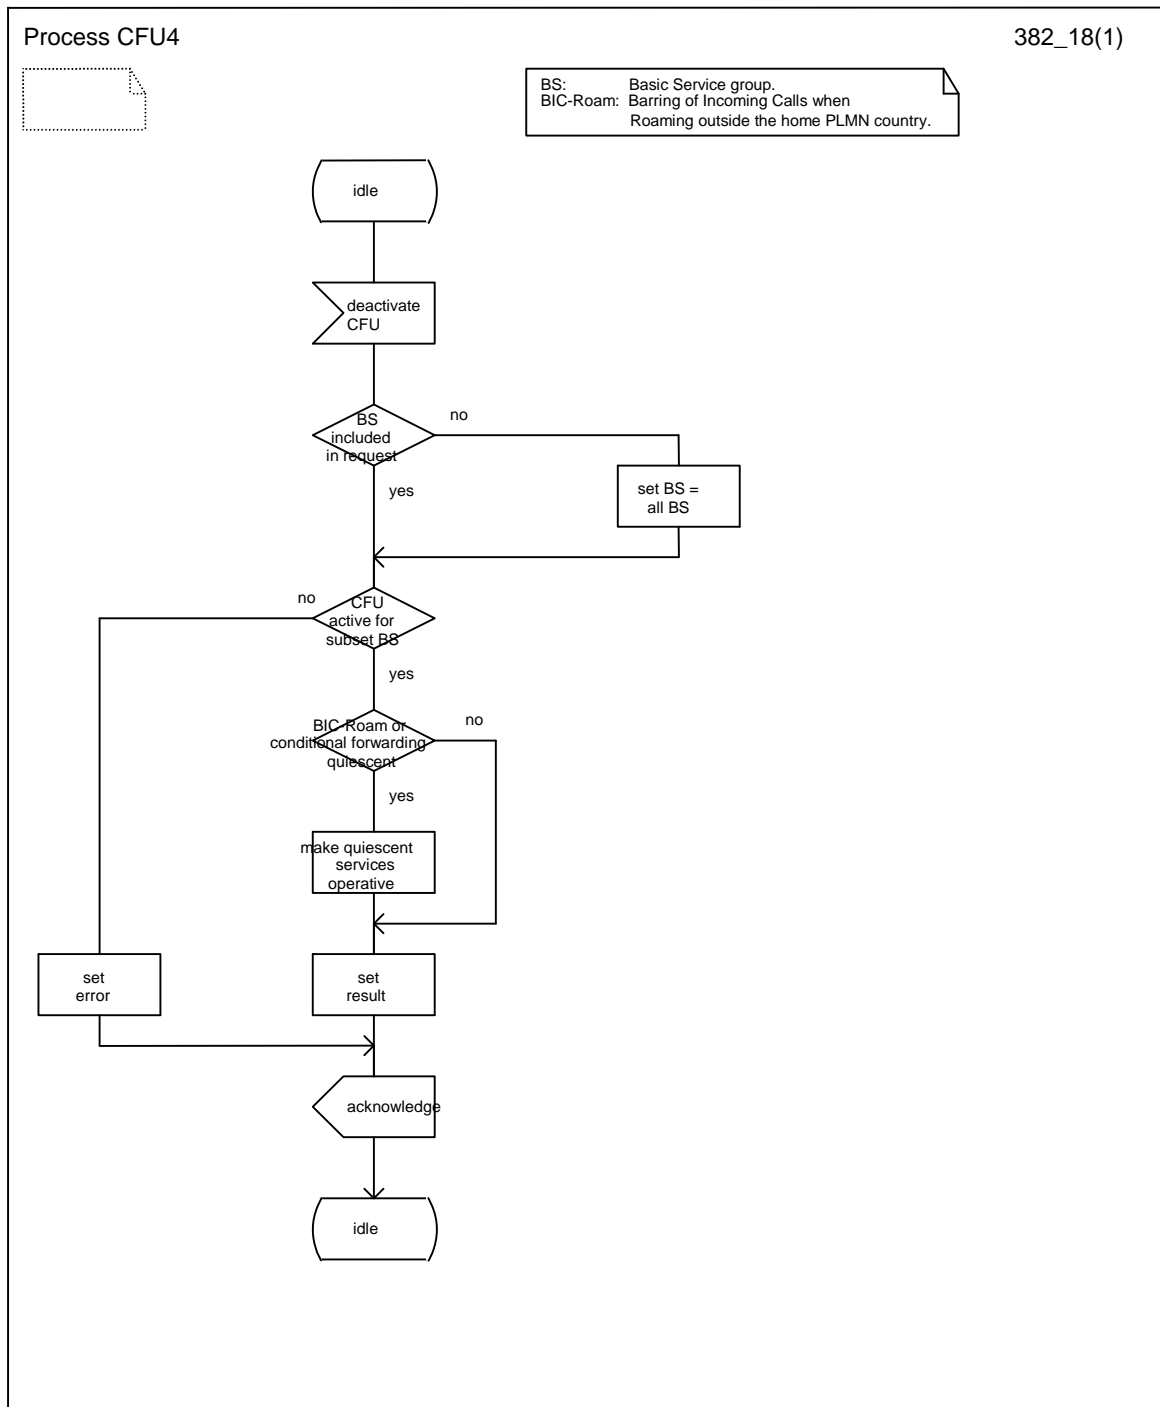 Process CFU4
382_18(1)
BS: Basic Service group.
BIC-Roam: Barring of Incoming Calls when
Roaming outside the home PLMN country.
idle
deactivate
CFU
BS
included
in request
no
yes
set BS =
all BS
no
CFU
active for
subset BS
yes
BIC-Roam or
conditional forwarding
quiescent
no
yes
make quiescent
services
operative
set
error
set
result
acknowledge
idle